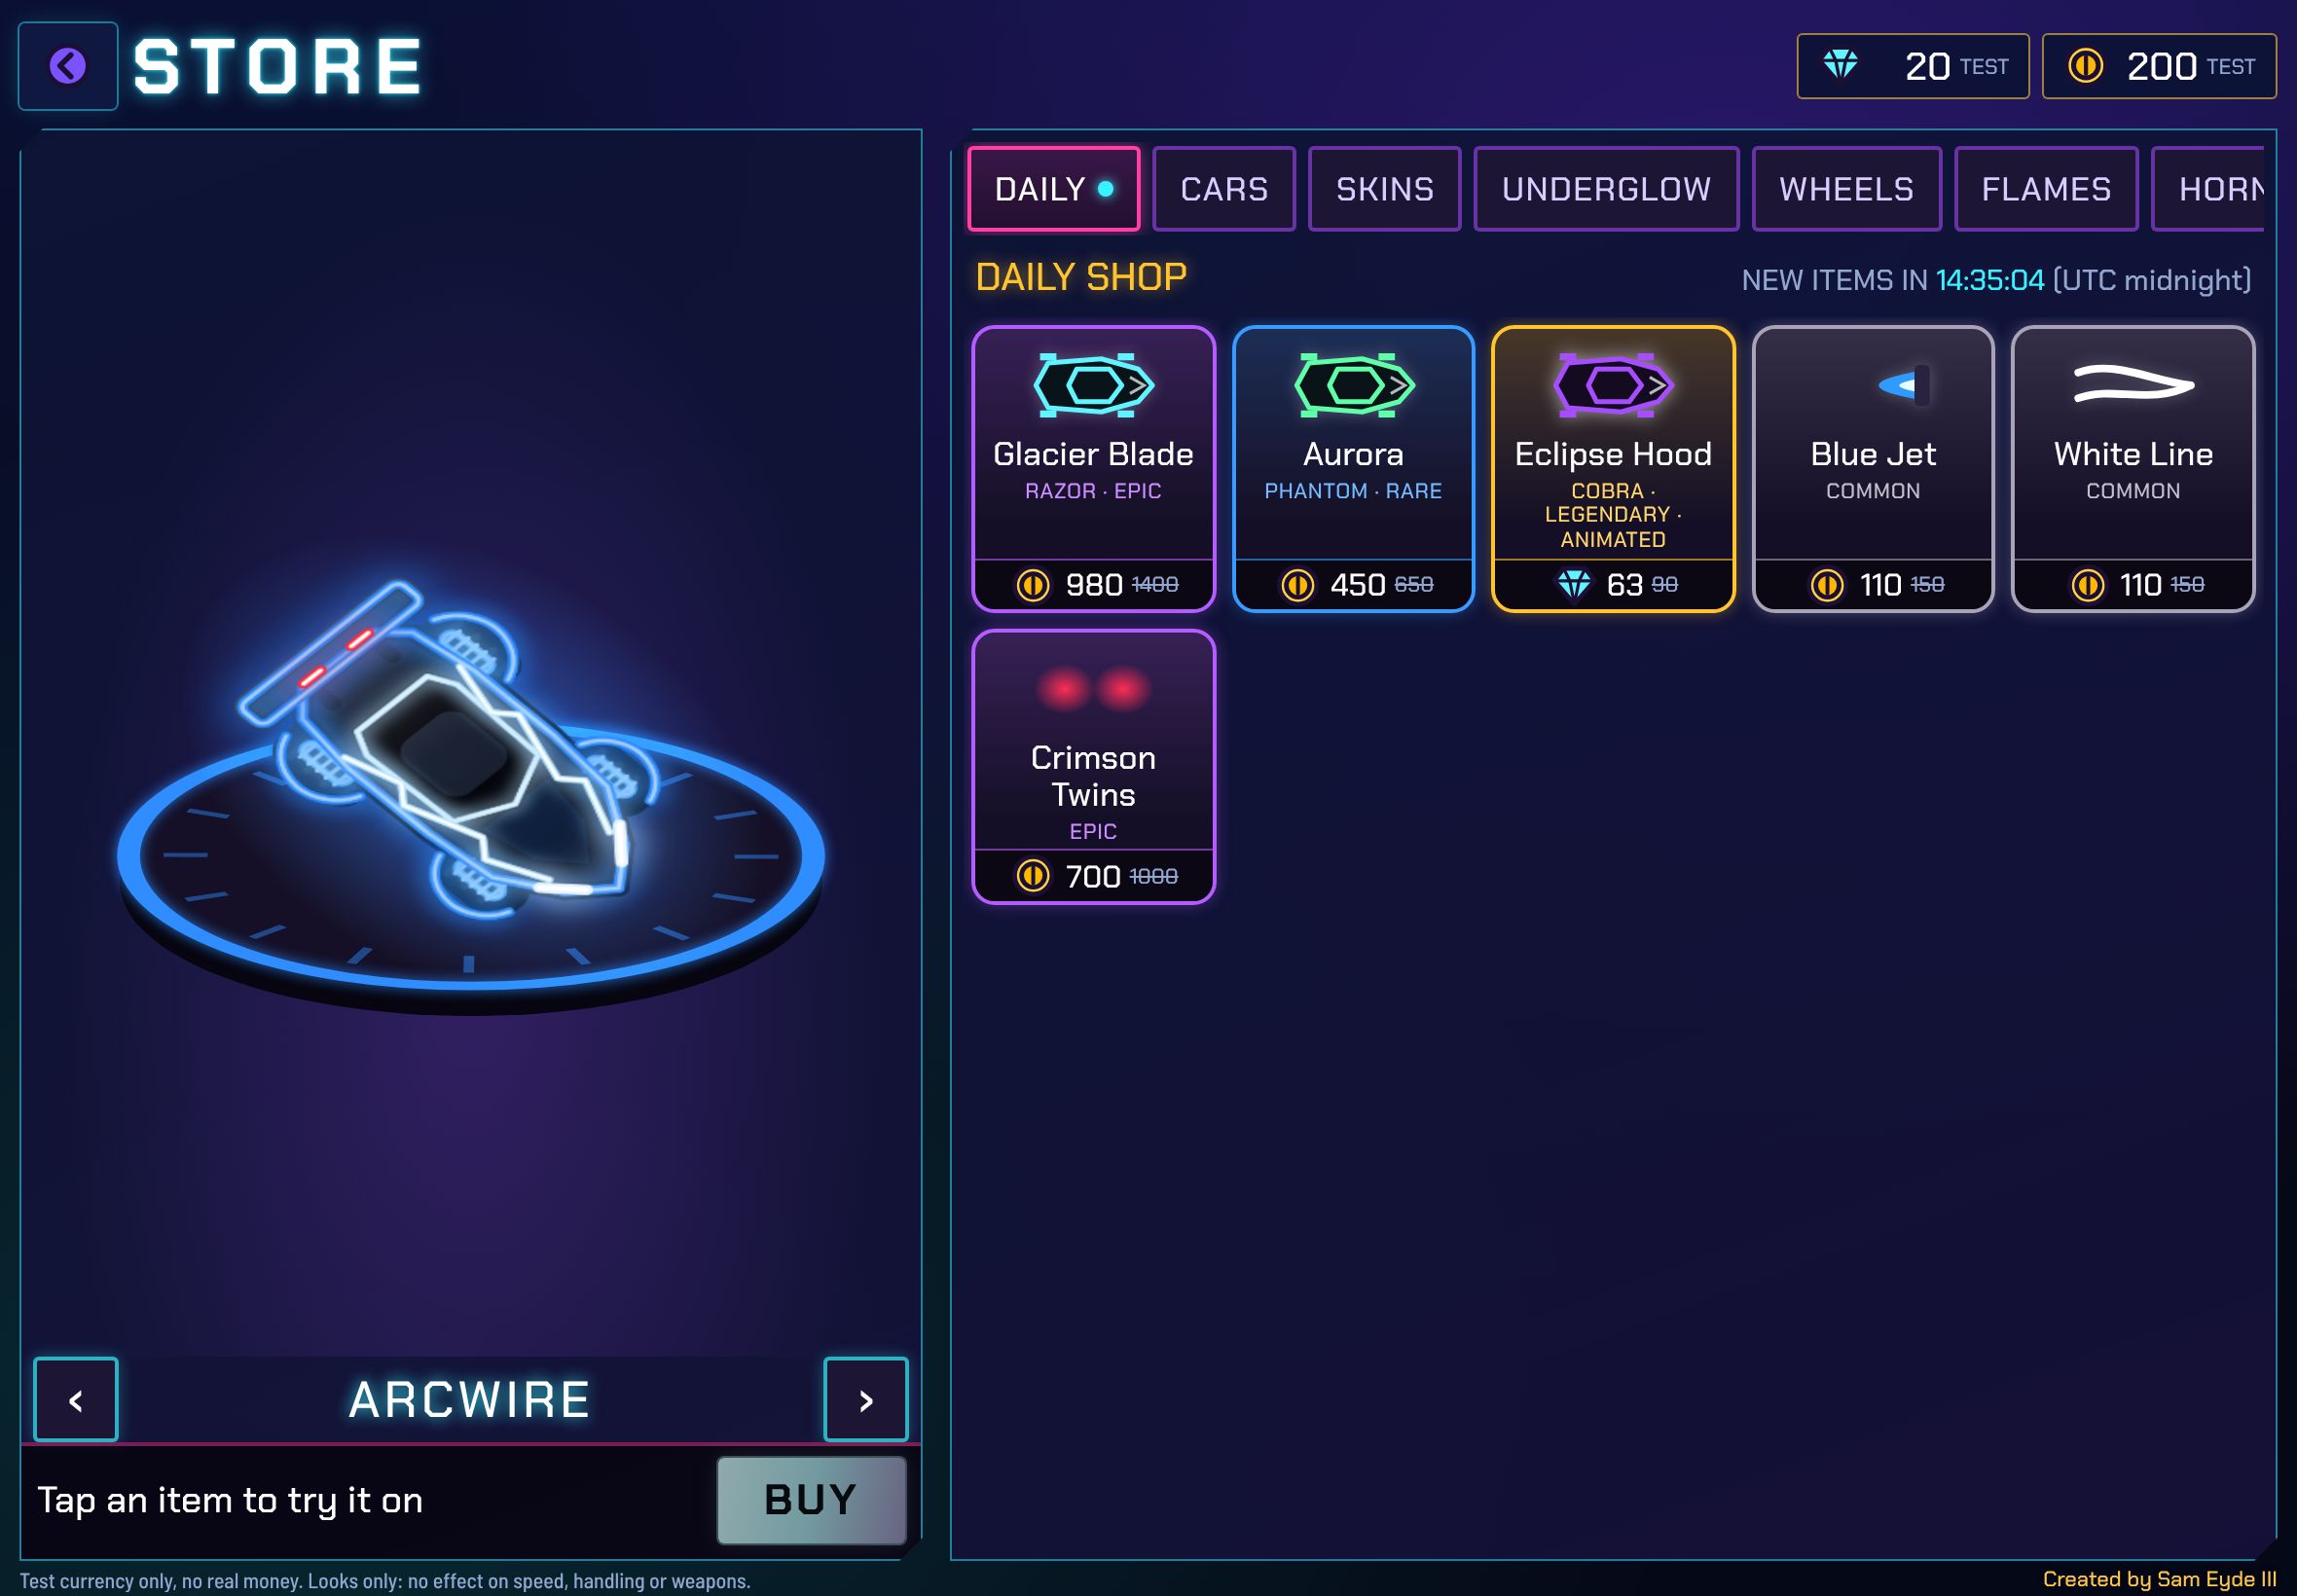 STORE
20 TEST
200 TEST
DAILY
CARS
SKINS
UNDERGLOW
WHEELS
FLAMES
HORN
DAILY SHOP
NEW ITEMS IN 14:35:04 (UTC midnight)
Glacier Blade
RAZOR · EPIC
980 1400
Aurora
PHANTOM · RARE
450 650
Eclipse Hood
COBRA ·
LEGENDARY ·
ANIMATED
63 90
Blue Jet
COMMON
110 150
White Line
COMMON
110 150
Crimson
Twins
EPIC
700 1000
ARCWIRE
Tap an item to try it on
BUY
Test currency only, no real money. Looks only: no effect on speed, handling or weapons.
Created by Sam Eyde III